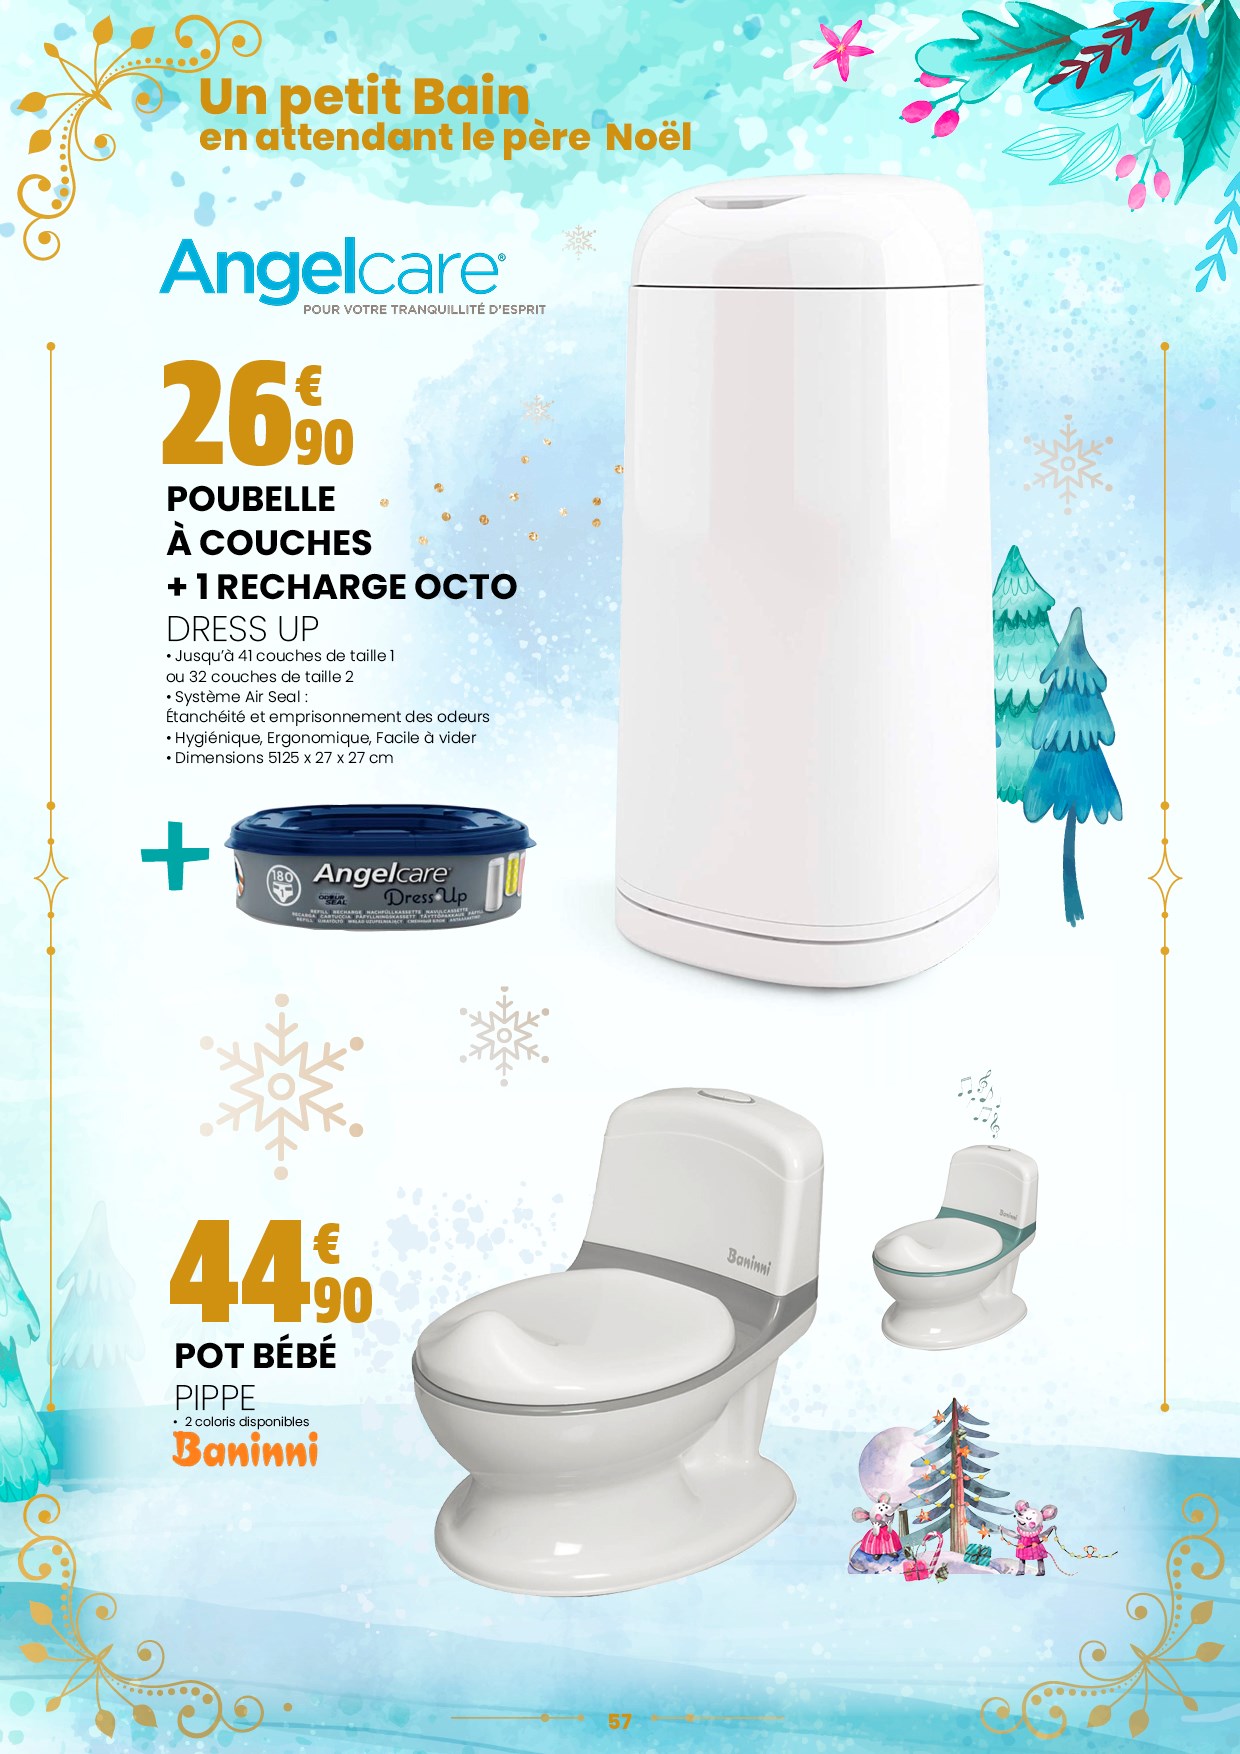 Un petit Bain
en attendant le père Noël
Angelcare®
POUR VOTRE TRANQUILLITÉ D'ESPRIT
26€90
POUBELLE
À COUCHES
+ 1 RECHARGE OCTO
DRESS UP
• Jusqu'à 41 couches de taille 1
ou 32 couches de taille 2
• Système Air Seal :
Étanchéité et emprisonnement des odeurs
• Hygiénique, Ergonomique, Facile à vider
• Dimensions 5125 x 27 x 27 cm
+
180
Angelcare
Dress Up
ODOUR
SEAL
44€90
POT BÉBÉ
PIPPE
• 2 coloris disponibles
Baninni
Baninni
Baninni
57